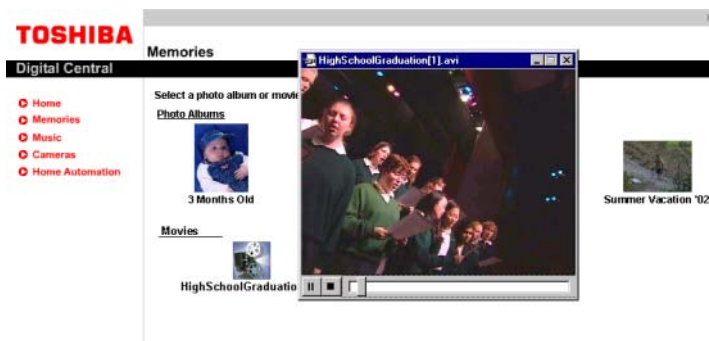 TOSHIBA
Digital Central
Home
Memories
Music
Cameras
Home Automation
Memories
Select a photo album or movie
Photo Albums
3 Months Old
Summer Vacation '02
Movies
HighSchoolGraduatio
HighSchoolGraduation[1].avi